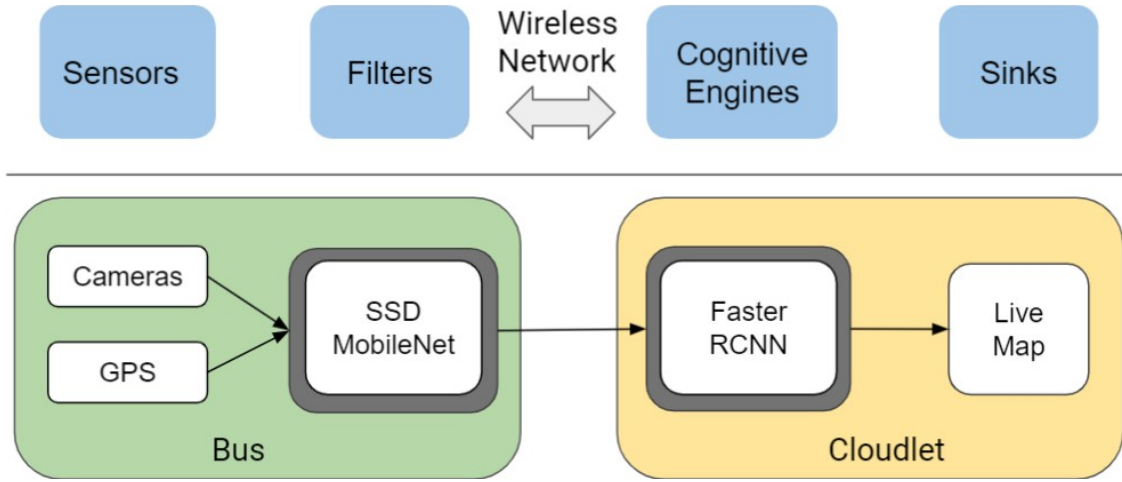 Sensors
Filters
Wireless
Network
Cognitive
Engines
Sinks
Cameras
GPS
SSD
MobileNet
Bus
Faster
RCNN
Live
Map
Cloudlet